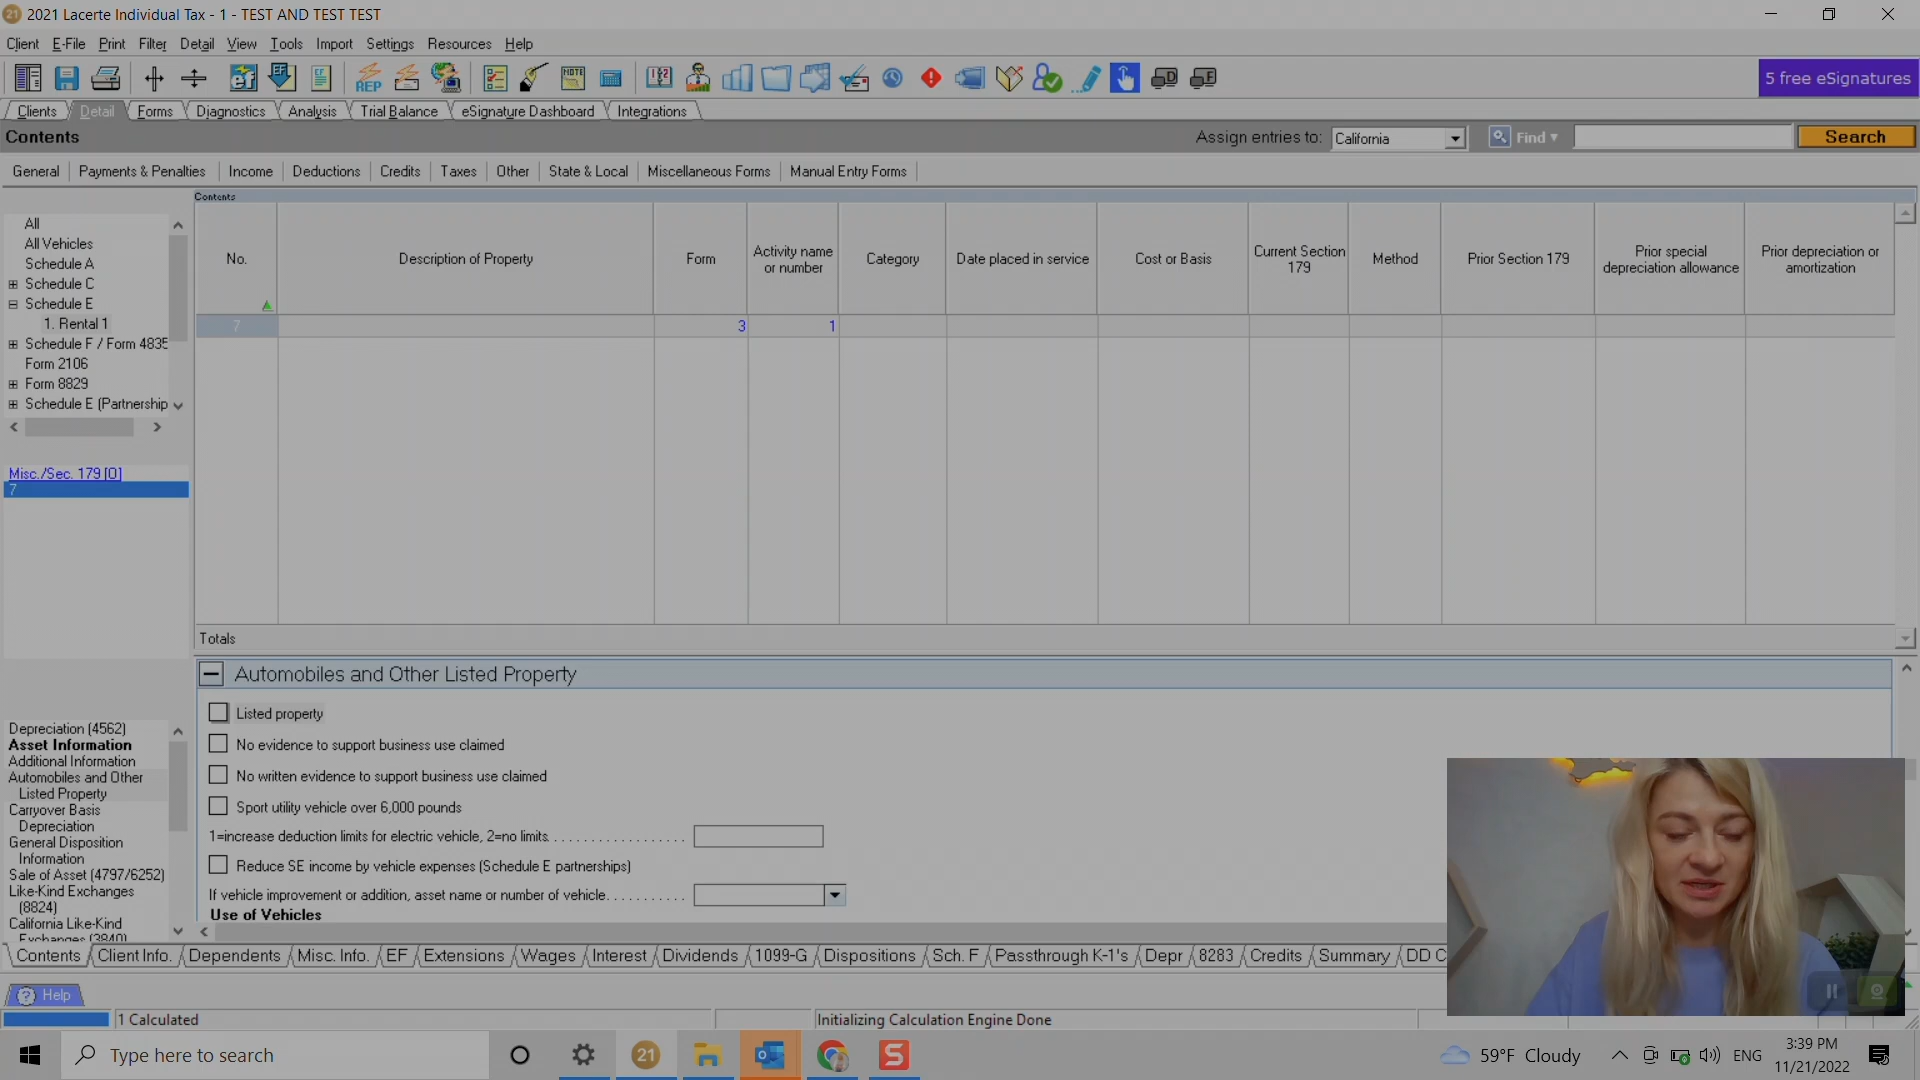 2021 Lacerte Individual Tax - 1 - TEST AND TEST TEST
Client E-File Print Filter Detail View Tools Import Settings Resources Help
5 free eSignatures
Clients Detail Forms Diagnostics Analysis Trial Balance eSignature Dashboard Integrations
Contents
Assign entries to: California Find Search
General Payments & Penalties Income Deductions Credits Taxes Other State & Local Miscellaneous Forms Manual Entry Forms
Contents
All
All Vehicles
Schedule A
Schedule C
Schedule E
1. Rental 1
Schedule F / Form 4835
Form 2106
Form 8829
Schedule E (Partnership
Misc./Sec. 179 [0]
7
No. Description of Property Form Activity name or number Category Date placed in service Cost or Basis Current Section 179 Method Prior Section 179 Prior special depreciation allowance Prior depreciation or amortization
7 3 1
Totals
Depreciation (4562)
Asset Information
Additional Information
Automobiles and Other
Listed Property
Carryover Basis
Depreciation
General Disposition
Information
Sale of Asset (4797/6252)
Like-Kind Exchanges
(8824)
California Like-Kind
Exchanges (3840)
Automobiles and Other Listed Property
Listed property
No evidence to support business use claimed
No written evidence to support business use claimed
Sport utility vehicle over 6,000 pounds
1=increase deduction limits for electric vehicle, 2=no limits
Reduce SE income by vehicle expenses (Schedule E partnerships)
If vehicle improvement or addition, asset name or number of vehicle
Use of Vehicles
Contents Client Info. Dependents Misc. Info. EF Extensions Wages Interest Dividends 1099-G Dispositions Sch. F Passthrough K-1's Depr 8283 Credits Summary DD C
Help
1 Calculated Initializing Calculation Engine Done
Type here to search
59°F Cloudy ENG 3:39 PM
11/21/2022